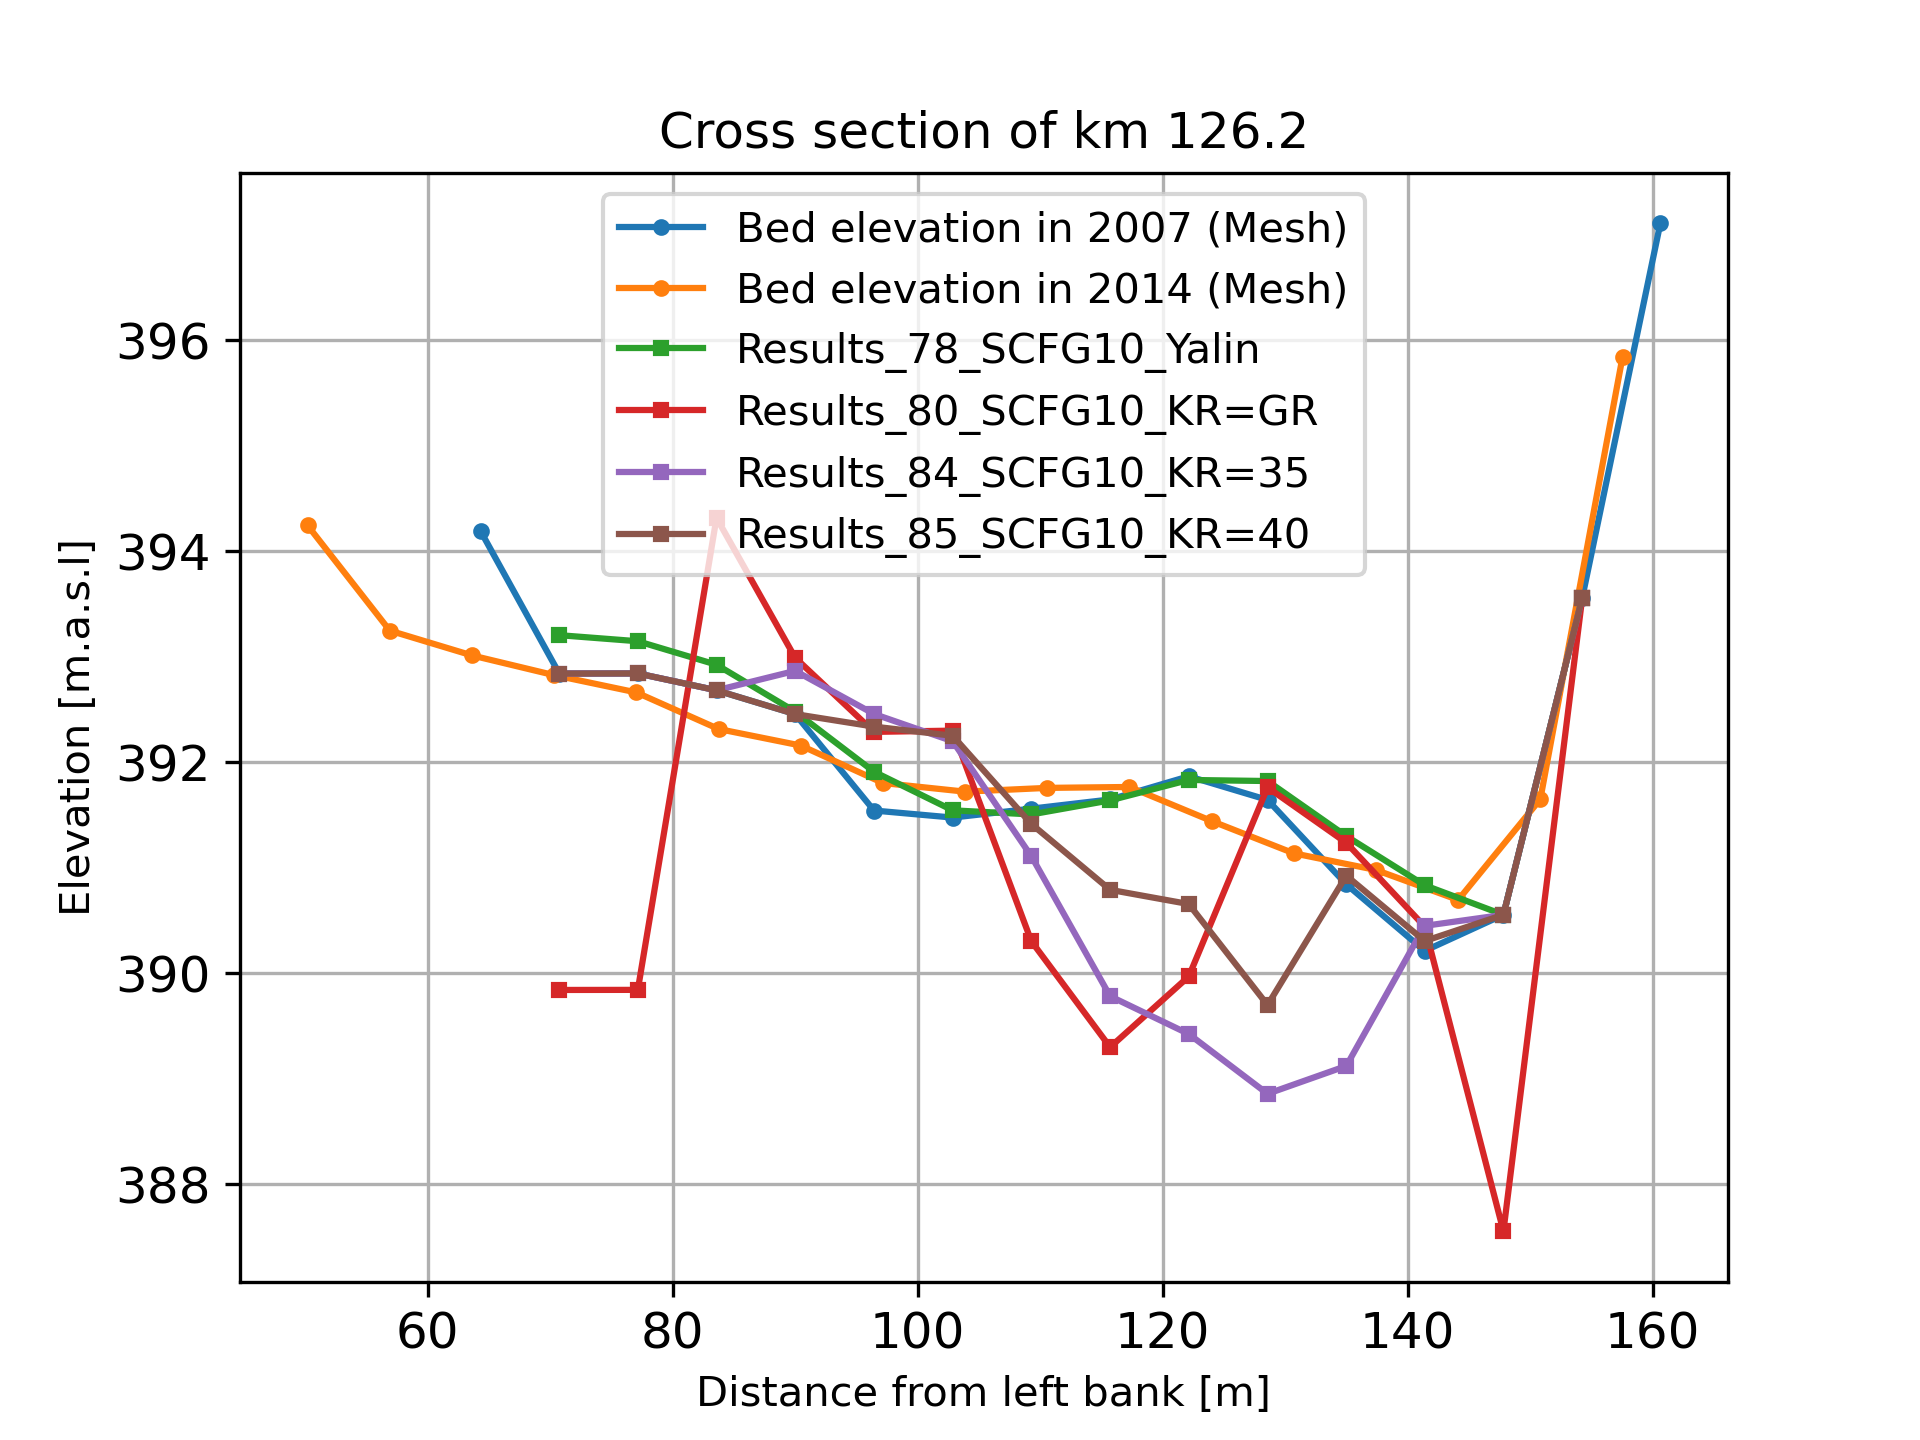 Cross section of km 126.2
Bed elevation in 2007 (Mesh)
Bed elevation in 2014 (Mesh)
Results_78_SCFG10_Yalin
Results_80_SCFG10_KR=GR
Results_84_SCFG10_KR=35
Results_85_SCFG10_KR=40
Elevation [m.a.s.l]
396
394
392
390
388
60 80 100 120 140 160
Distance from left bank [m]